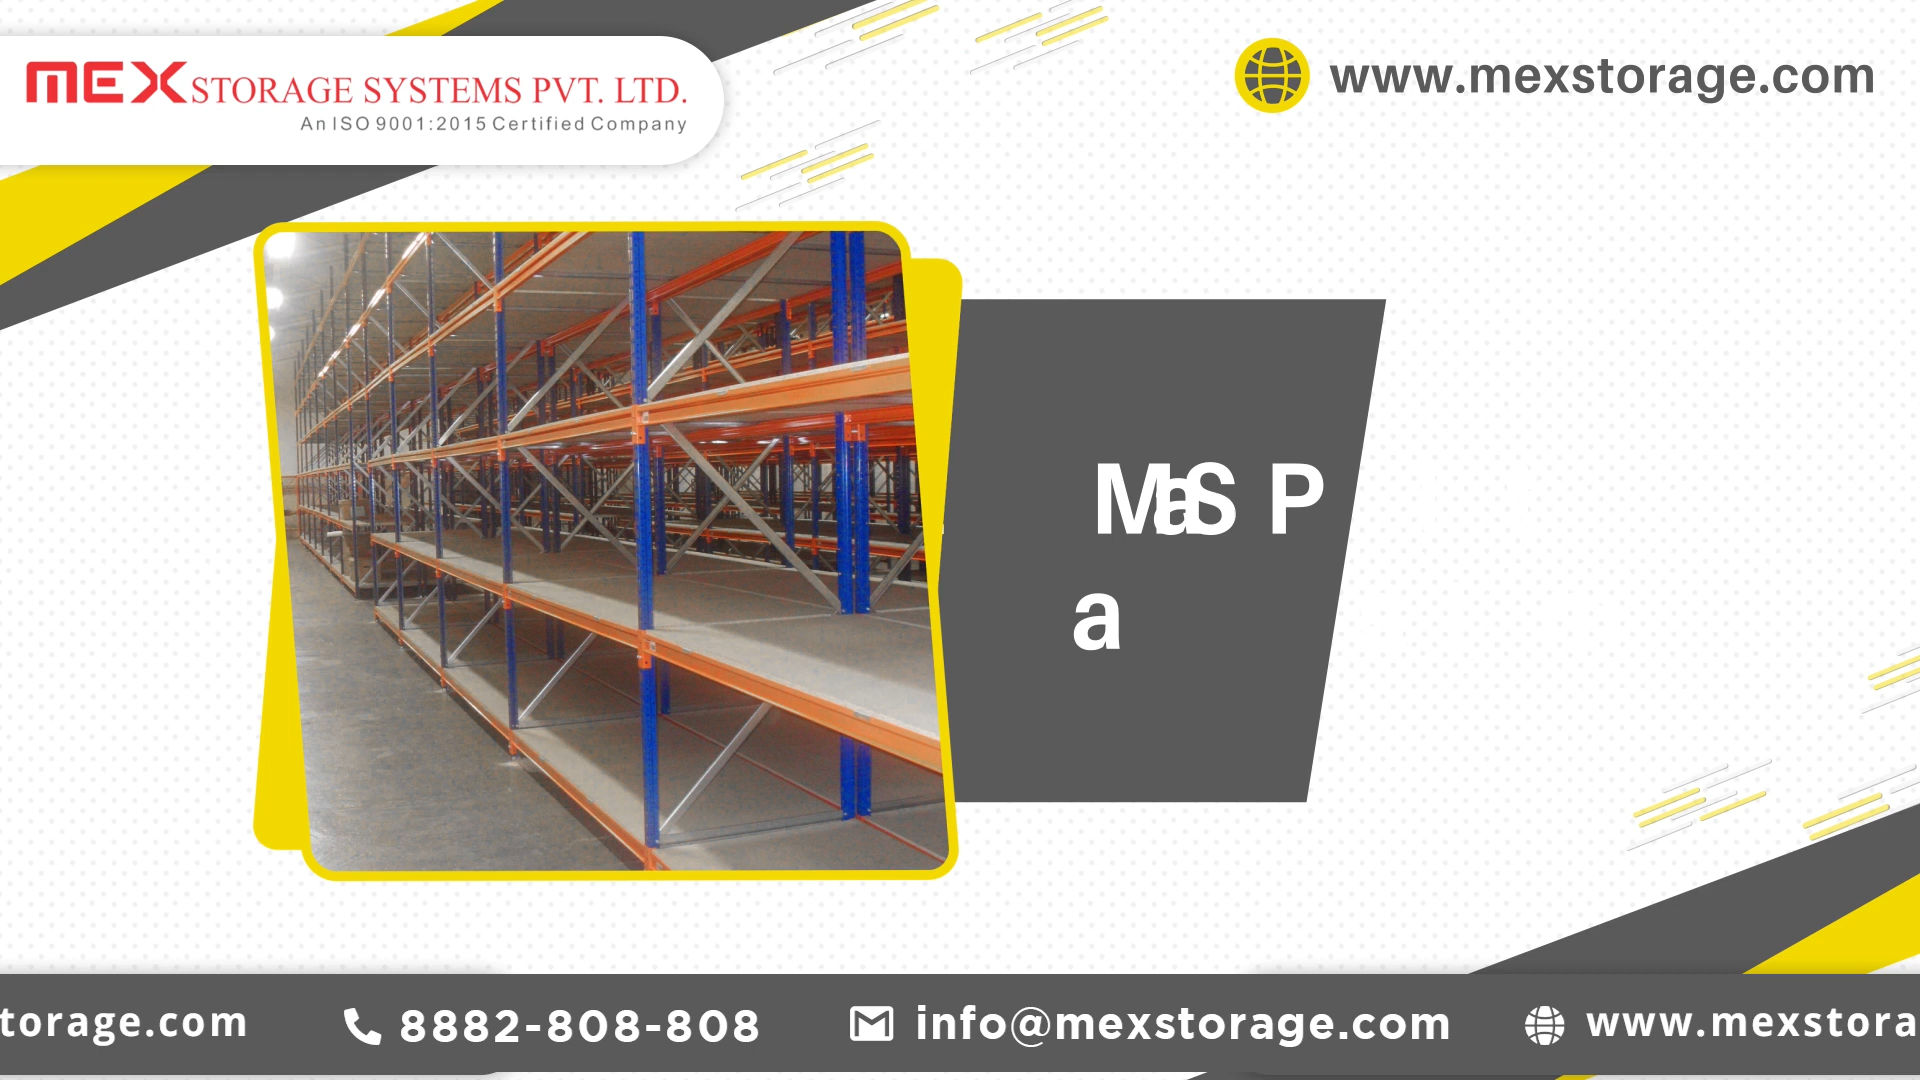 MEX STORAGE SYSTEMS PVT. LTD.
An ISO 9001:2015 Certified Company
www.mexstorage.com
torage.com
8882-808-808
info@mexstorage.com
www.mexstora